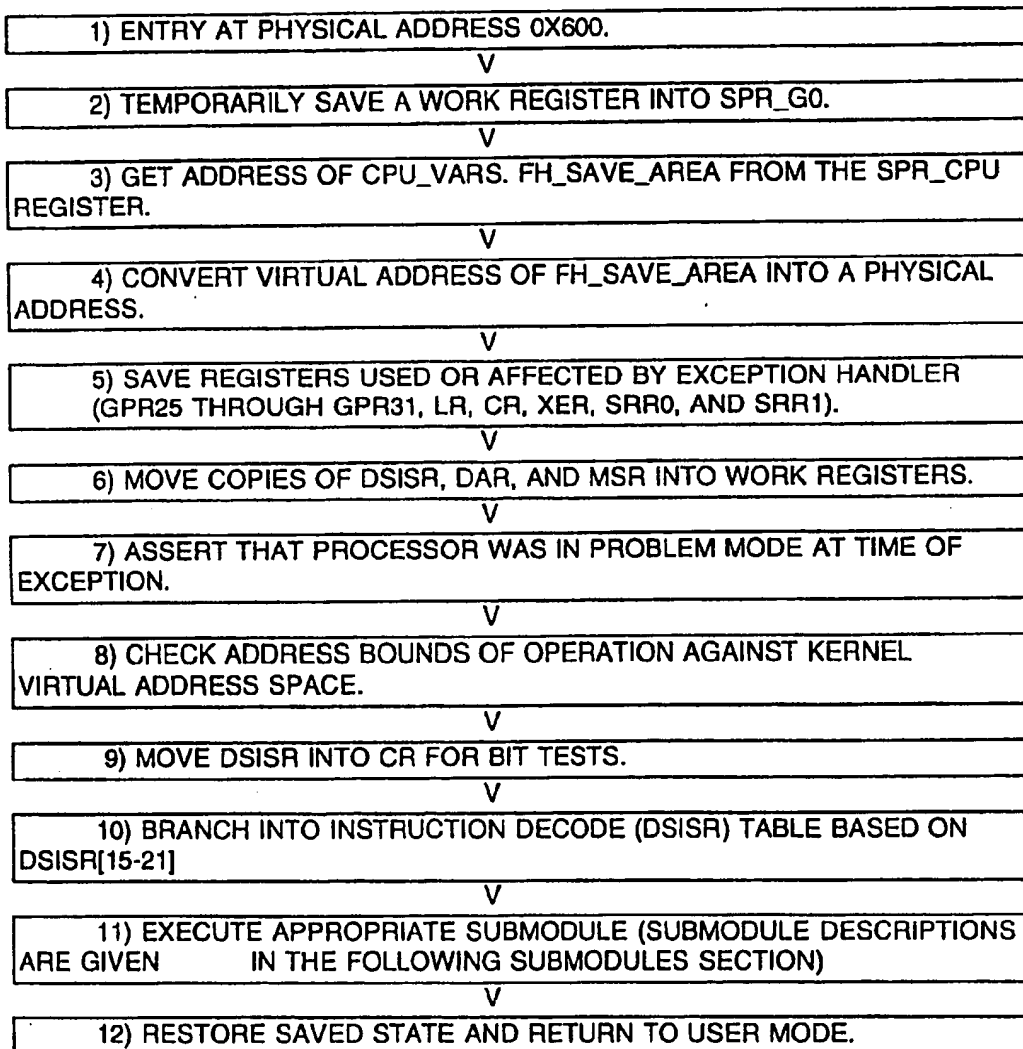 1) ENTRY AT PHYSICAL ADDRESS 0X600.
V
2) TEMPORARILY SAVE A WORK REGISTER INTO SPR_G0.
V
3) GET ADDRESS OF CPU_VARS. FH_SAVE_AREA FROM THE SPR_CPU
REGISTER.
V
4) CONVERT VIRTUAL ADDRESS OF FH_SAVE_AREA INTO A PHYSICAL
ADDRESS.
V
5) SAVE REGISTERS USED OR AFFECTED BY EXCEPTION HANDLER
(GPR25 THROUGH GPR31, LR, CR, XER, SRR0, AND SRR1).
V
6) MOVE COPIES OF DSISR, DAR, AND MSR INTO WORK REGISTERS.
V
7) ASSERT THAT PROCESSOR WAS IN PROBLEM MODE AT TIME OF
EXCEPTION.
V
8) CHECK ADDRESS BOUNDS OF OPERATION AGAINST KERNEL
VIRTUAL ADDRESS SPACE.
V
9) MOVE DSISR INTO CR FOR BIT TESTS.
V
10) BRANCH INTO INSTRUCTION DECODE (DSISR) TABLE BASED ON
DSISR[15-21]
V
11) EXECUTE APPROPRIATE SUBMODULE (SUBMODULE DESCRIPTIONS
ARE GIVEN IN THE FOLLOWING SUBMODULES SECTION)
V
12) RESTORE SAVED STATE AND RETURN TO USER MODE.